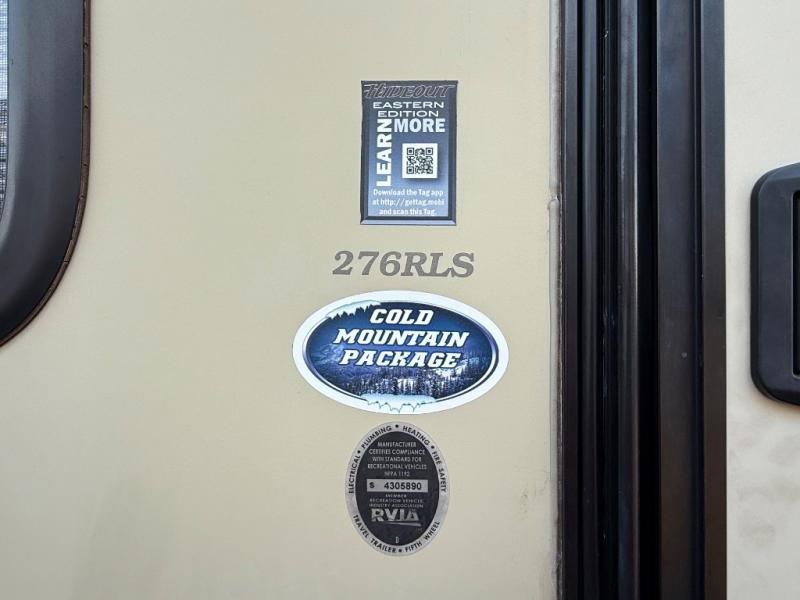 HIDEOUT
EASTERN
EDITION
LEARN MORE
Download the Tag app
at http://gettag.mobi
and scan this Tag.
276RLS
COLD
MOUNTAIN
PACKAGE
ELECTRICAL • PLUMBING • HEATING • FIRE SAFETY
MANUFACTURER
CERTIFIES COMPLIANCE
WITH STANDARD FOR
RECREATIONAL VEHICLES
NFPA 1192
S 4305890
MEMBER
RECREATION VEHICLE
INDUSTRY ASSOCIATION
RVIA
D
TRAVEL TRAILER • FIFTH WHEEL